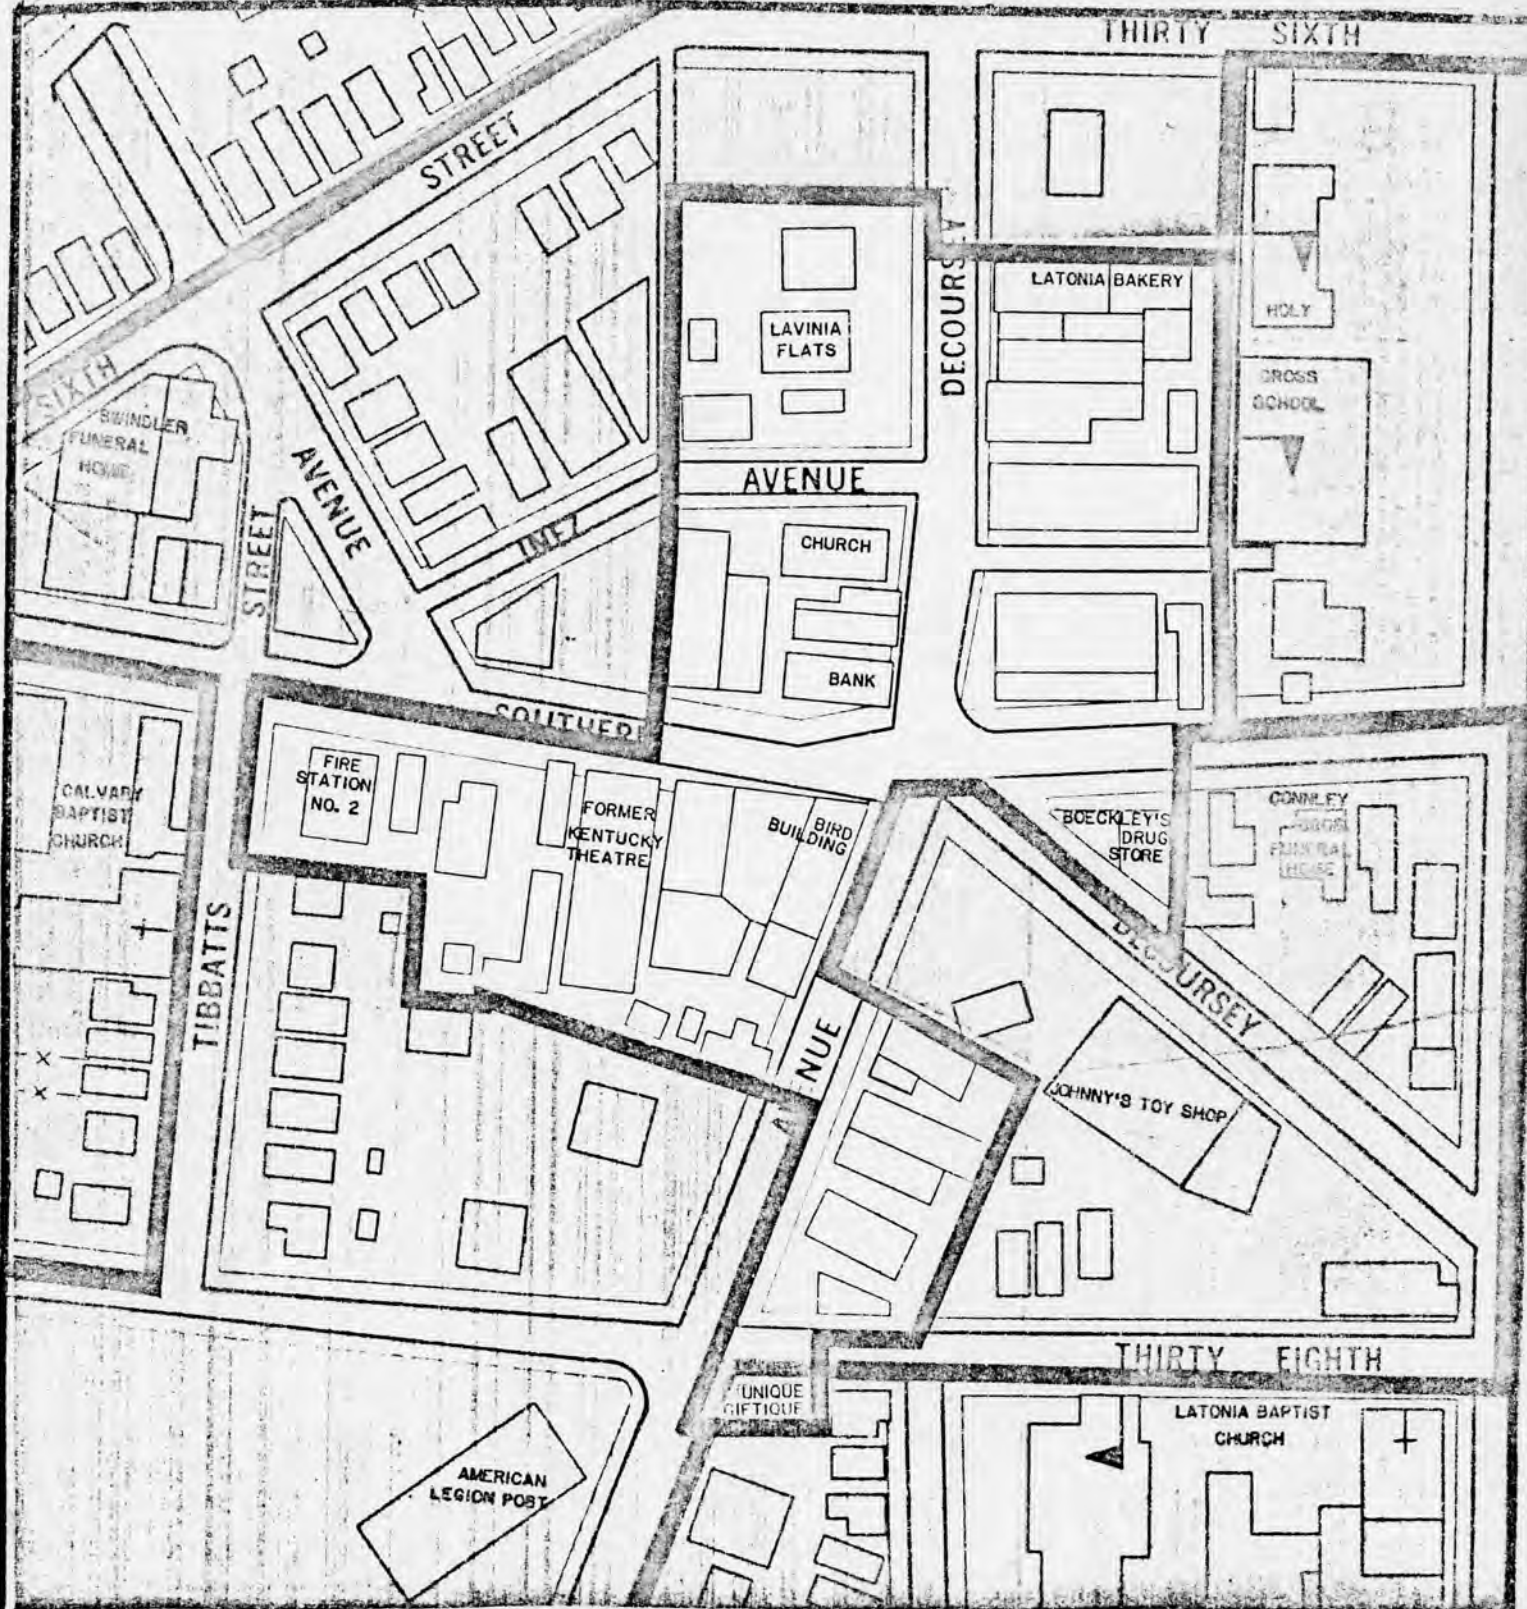 THIRTY SIXTH
STREET
DECOURSEY
LATONIA BAKERY
HOLY
LAVINIA
FLATS
CROSS
SCHOOL
SIXTH
SWINDLER
FUNERAL
HOME
AVENUE
AVENUE
STREET
INEZ
CHURCH
BANK
SOUTHERN
FIRE
STATION
NO. 2
CALVARY
BAPTIST
CHURCH
FORMER
KENTUCKY
THEATRE
BIRD
BUILDING
BOECKLEY'S
DRUG
STORE
CONNLEY
FUNERAL
HOME
TIBBATTS
DECOURSEY
AVENUE
JOHNNY'S TOY SHOP
THIRTY EIGHTH
UNIQUE
GIFTIQUE
LATONIA BAPTIST
CHURCH
AMERICAN
LEGION POST